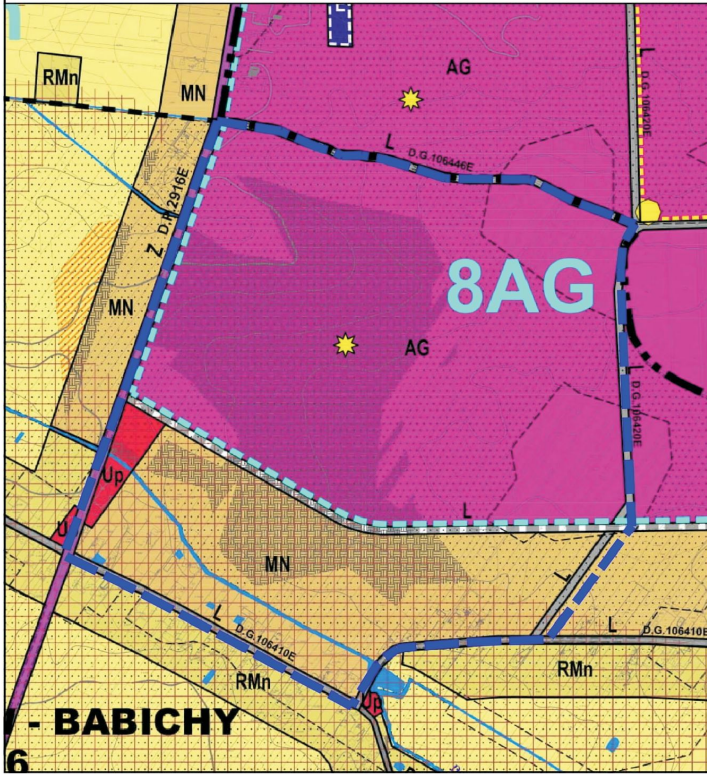 L
RMn
MN
AG
L
D.G.106420E
L
D.G.106446E
Z
D.P.2916E
8AG
MN
AG
L
D.G.106420E
Up
L
U
MN
L
L
D.G.106410E
L
D.G.106410E
RMn
RMn
Up
- BABICHY
6